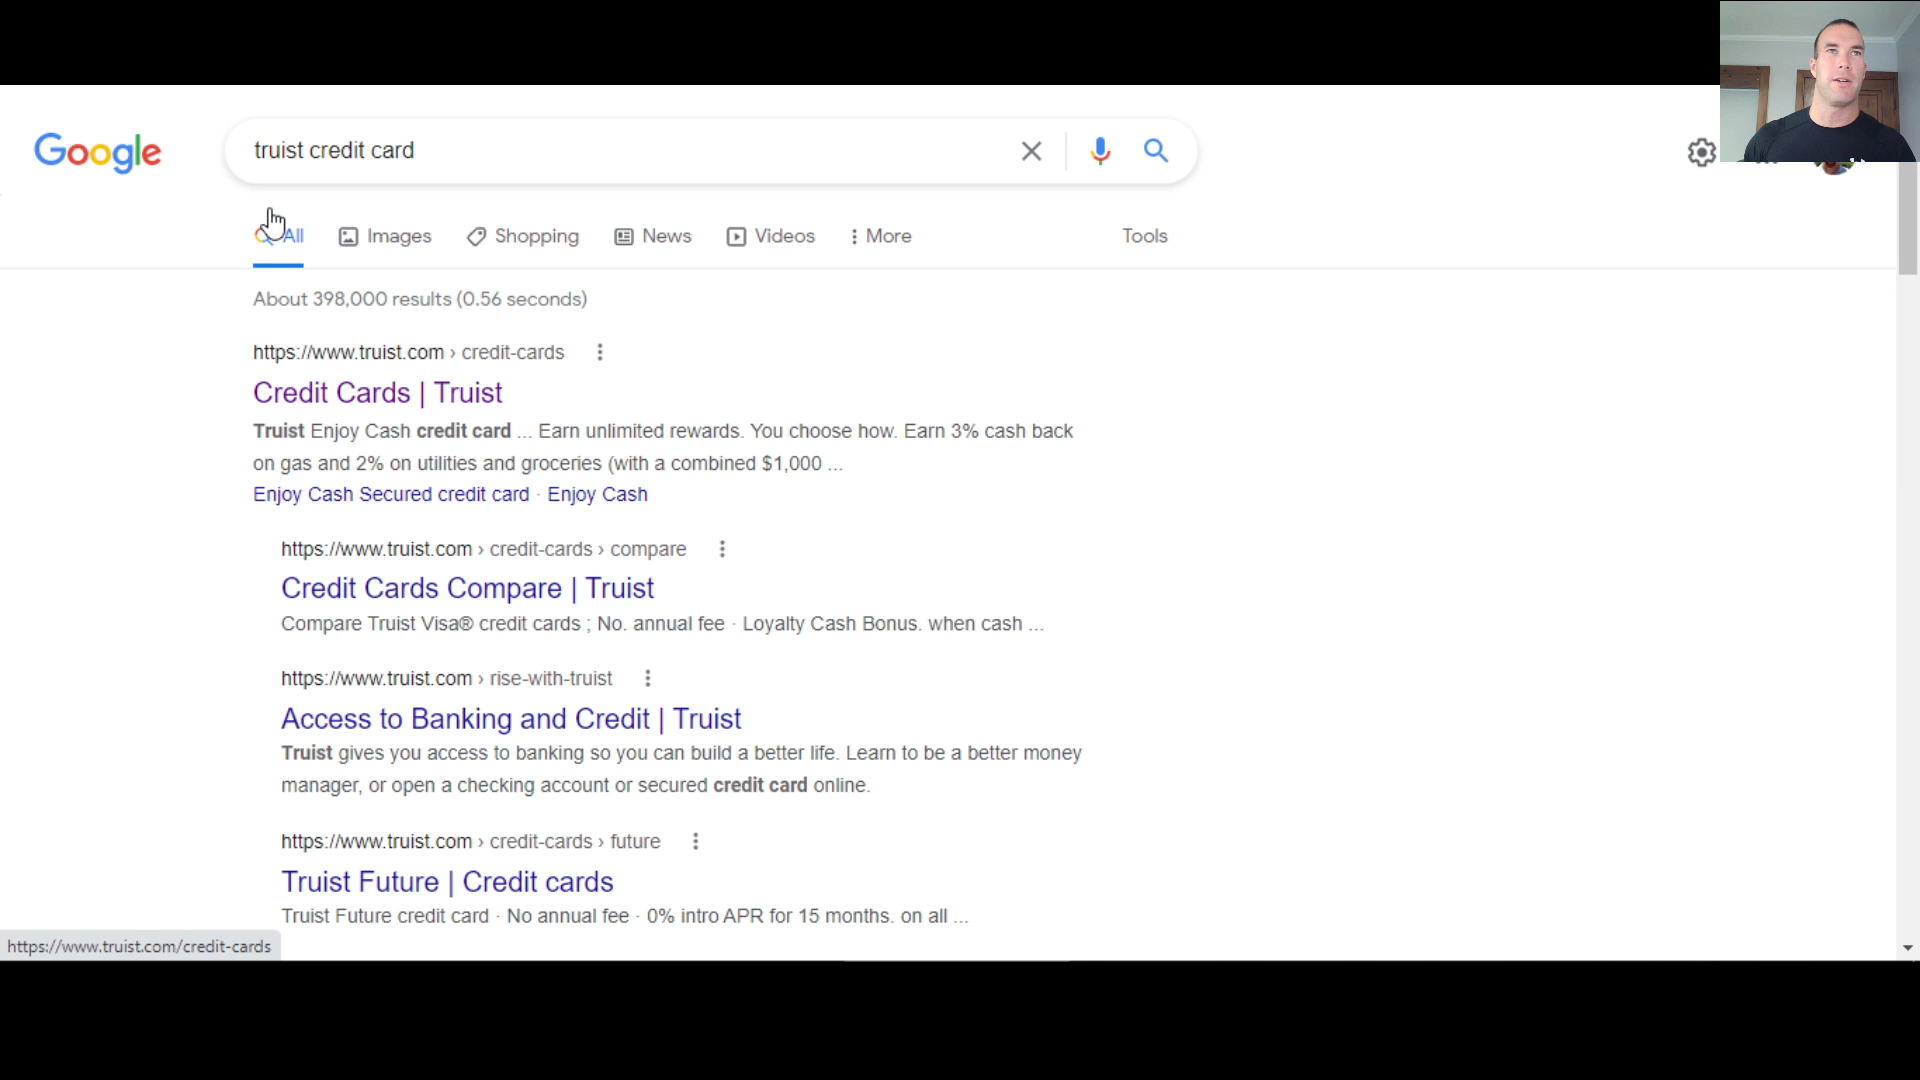 Google
truist credit card
All Images Shopping News Videos More Tools
About 398,000 results (0.56 seconds)
https://www.truist.com › credit-cards
Credit Cards | Truist
Truist Enjoy Cash credit card ... Earn unlimited rewards. You choose how. Earn 3% cash back
on gas and 2% on utilities and groceries (with a combined $1,000 ...
Enjoy Cash Secured credit card · Enjoy Cash
https://www.truist.com › credit-cards › compare
Credit Cards Compare | Truist
Compare Truist Visa® credit cards ; No. annual fee · Loyalty Cash Bonus. when cash ...
https://www.truist.com › rise-with-truist
Access to Banking and Credit | Truist
Truist gives you access to banking so you can build a better life. Learn to be a better money
manager, or open a checking account or secured credit card online.
https://www.truist.com › credit-cards › future
Truist Future | Credit cards
Truist Future credit card · No annual fee · 0% intro APR for 15 months. on all ...
https://www.truist.com/credit-cards